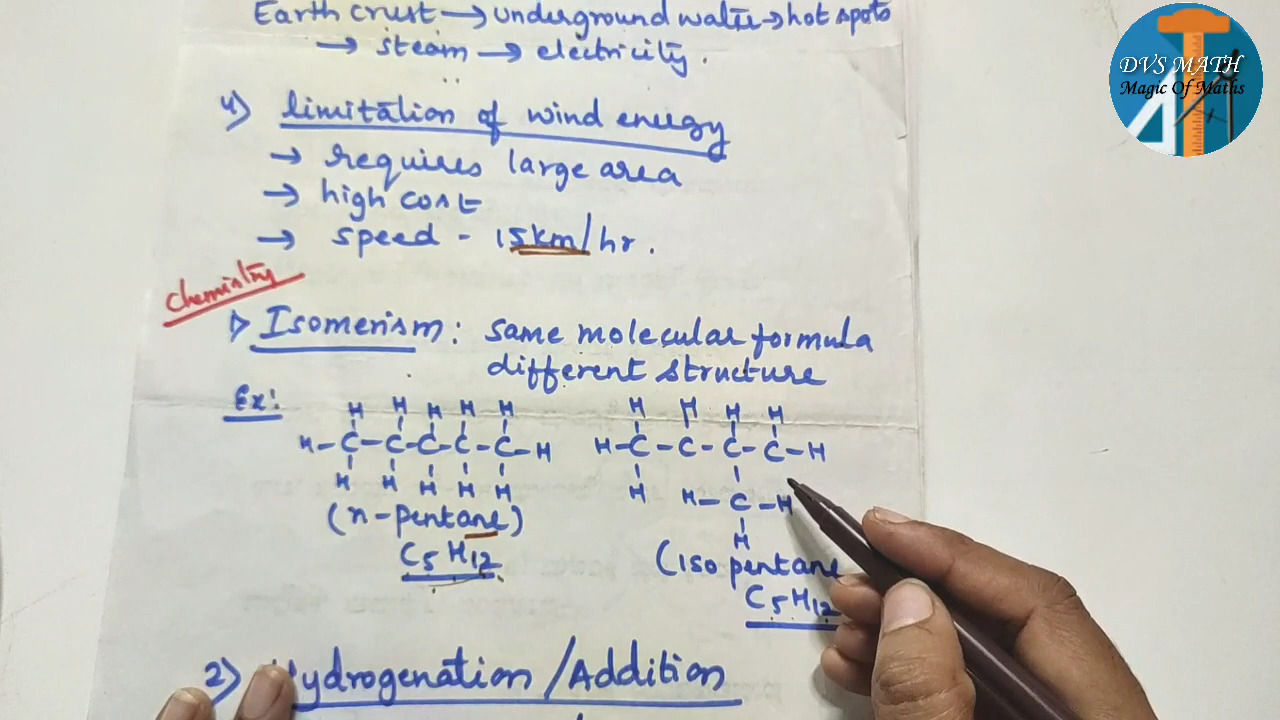 Earth crust → underground water → hot spots
→ steam → electricity.
DVS MATH
Magic Of Maths
4) limitation of wind energy
→ requires large area
→ high cost
→ speed - 15km/hr.
Chemistry
1) Isomerism: same molecular formula
different structure
Ex:
H H H H H
H-C-C-C-C-C-H
H H H H H
(n-pentane)
C5H12
H H H H
H-C-C-C-C-H
H
H-C-H
H
(Iso pentane
C5H12
2) Hydrogenation/Addition